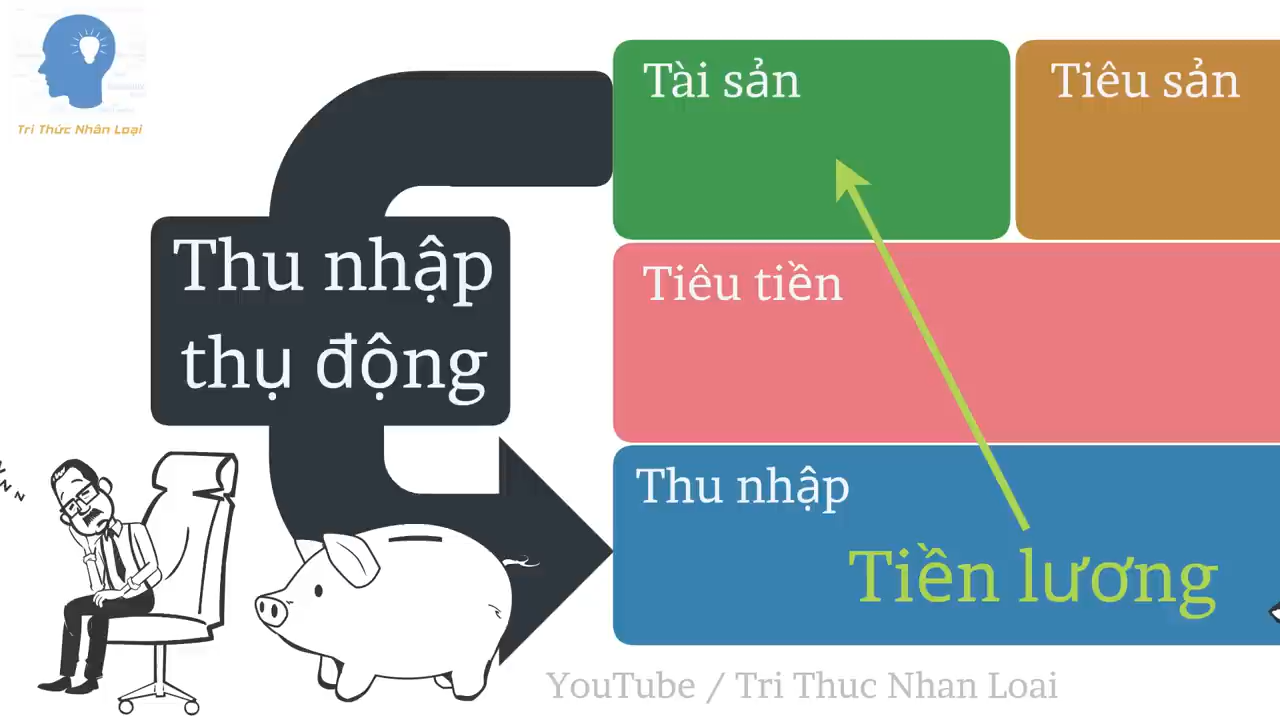 Tri Thức Nhân Loại
Tài sản
Tiêu sản
Thu nhập
thụ động
Tiêu tiền
Thu nhập
Tiền lương
N
N
N
YouTube / Tri Thuc Nhan Loai